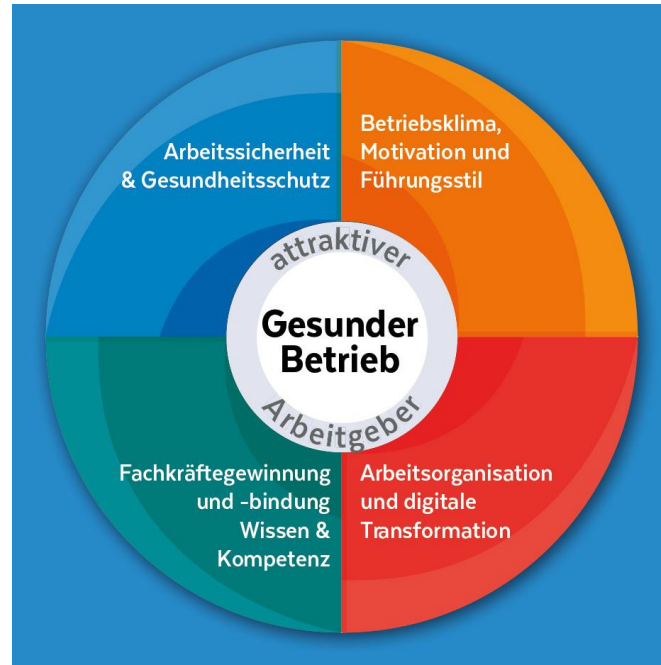 Arbeitssicherheit
& Gesundheitsschutz
Betriebsklima,
Motivation und
Führungsstil
attraktiver
Gesunder
Betrieb
Arbeitgeber
Fachkräftegewinnung
und -bindung
Wissen &
Kompetenz
Arbeitsorganisation
und digitale
Transformation